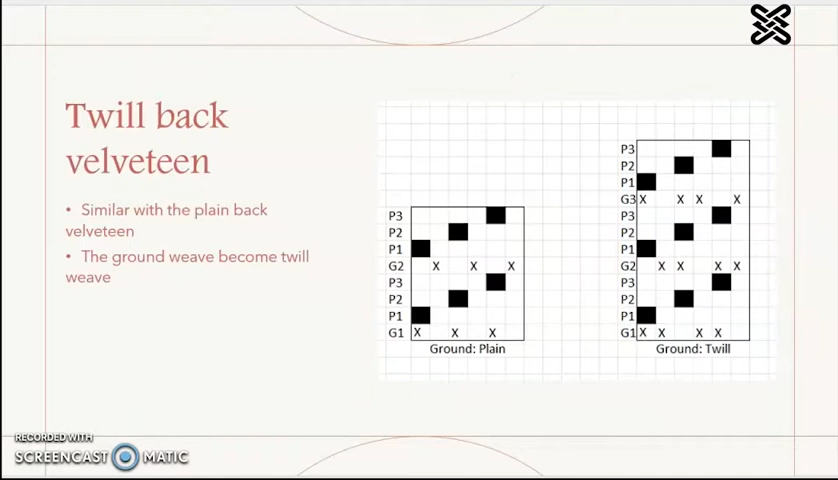 Twill back
velveteen
• Similar with the plain back
velveteen
• The ground weave become twill
weave
P3
P2
P1
G2 X X X
P3
P2
P1
G1 X X X
Ground: Plain
P3
P2
P1
G3 X X X X
P3
P2
P1
G2 X X X X
P3
P2
P1
G1 X X X X
Ground: Twill
RECORDED WITH
SCREENCAST MATIC